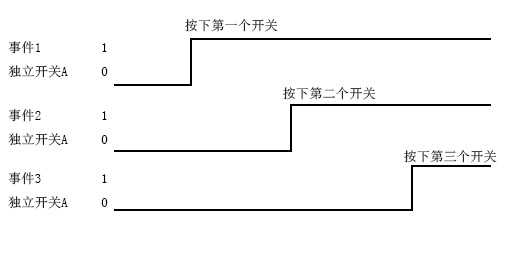 按下第一个开关
事件1 1
独立开关A 0
按下第二个开关
事件2 1
独立开关A 0
按下第三个开关
事件3 1
独立开关A 0